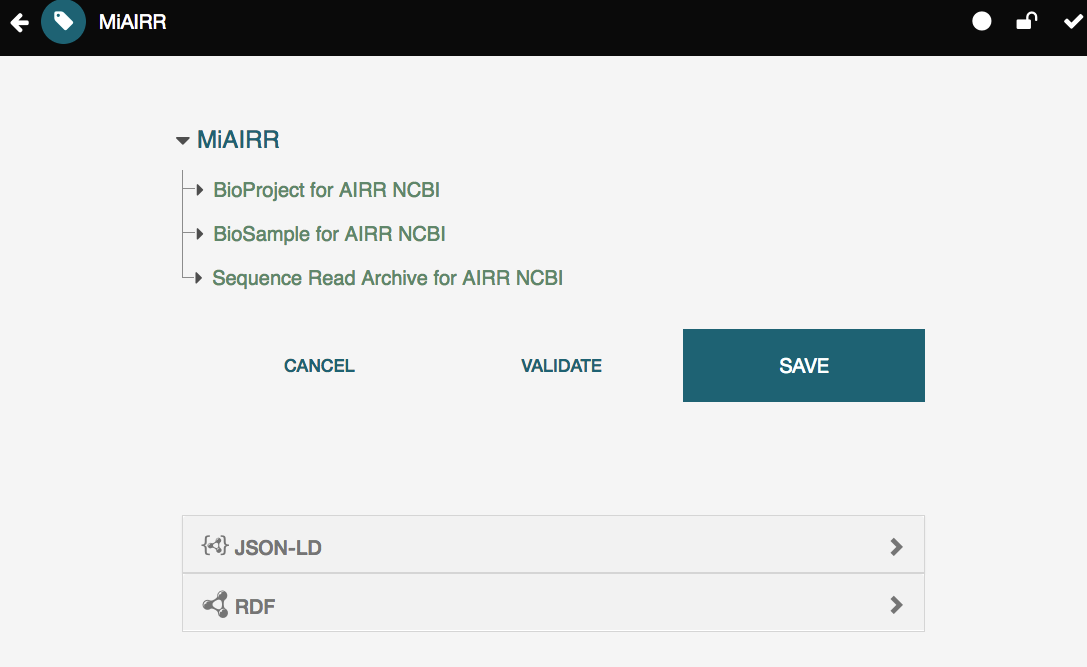 MiAIRR
MiAIRR
BioProject for AIRR NCBI
BioSample for AIRR NCBI
Sequence Read Archive for AIRR NCBI
CANCEL VALIDATE SAVE
JSON-LD
RDF